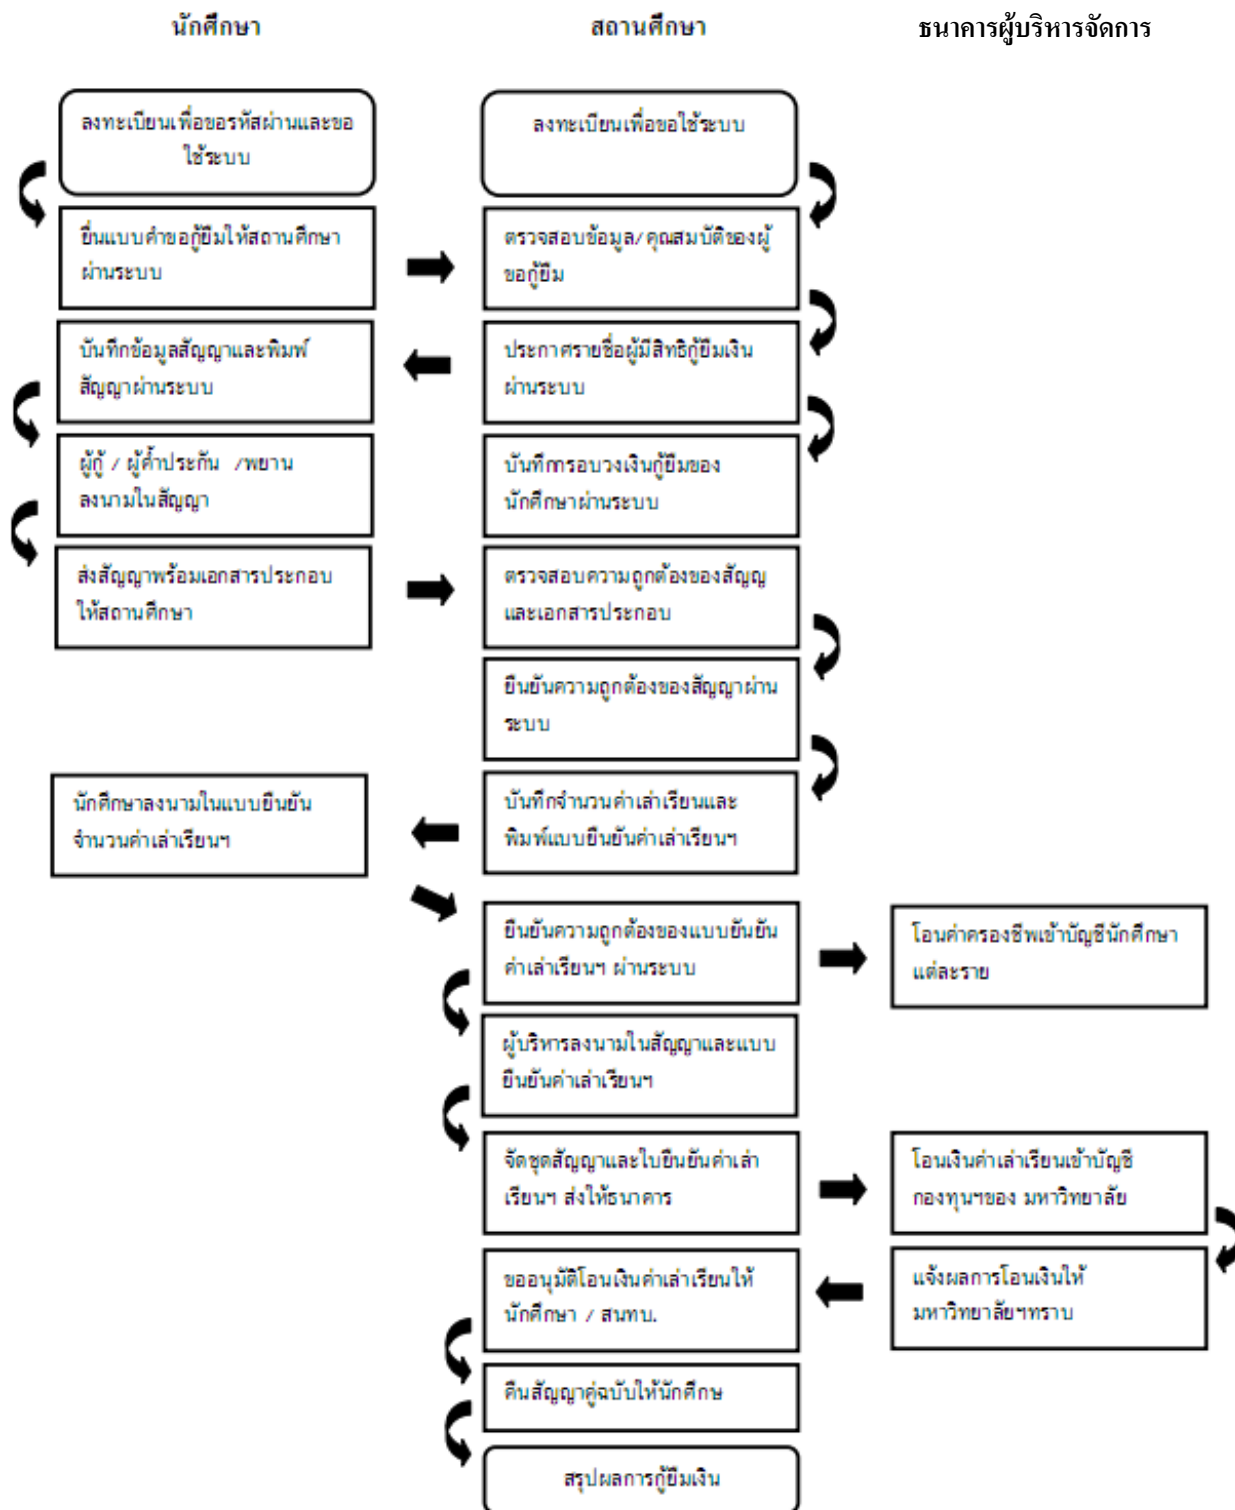 นักศึกษา
สถานศึกษา
ธนาคารผู้บริหารจัดการ
ลงทะเบียนเพื่อขอรหัสผ่านและขอ
ใช้ระบบ
ลงทะเบียนเพื่อขอใช้ระบบ
ยื่นแบบคำขอกู้ยืมให้สถานศึกษา
ผ่านระบบ
ตรวจสอบข้อมูล/คุณสมบัติของผู้
ขอกู้ยืม
บันทึกข้อมูลสัญญาและพิมพ์
สัญญาผ่านระบบ
ประกาศรายชื่อผู้มีสิทธิกู้ยืมเงิน
ผ่านระบบ
ผู้กู้ / ผู้ค้ำประกัน /พยาน
ลงนามในสัญญา
บันทึกกรอบวงเงินกู้ยืมของ
นักศึกษาผ่านระบบ
ส่งสัญญาพร้อมเอกสารประกอบ
ให้สถานศึกษา
ตรวจสอบความถูกต้องของสัญญ
และเอกสารประกอบ
ยืนยันความถูกต้องของสัญญาผ่าน
ระบบ
นักศึกษาลงนามในแบบยืนยัน
จำนวนค่าเล่าเรียนฯ
บันทึกจำนวนค่าเล่าเรียนและ
พิมพ์แบบยืนยันค่าเล่าเรียนฯ
ยืนยันความถูกต้องของแบบยันยัน
ค่าเล่าเรียนฯ ผ่านระบบ
โอนค่าครองชีพเข้าบัญชีนักศึกษา
แต่ละราย
ผู้บริหารลงนามในสัญญาและแบบ
ยืนยันค่าเล่าเรียนฯ
จัดชุดสัญญาและใบยืนยันค่าเล่า
เรียนฯ ส่งให้ธนาคาร
โอนเงินค่าเล่าเรียนเข้าบัญชี
กองทุนฯของ มหาวิทยาลัย
ขออนุมัติโอนเงินค่าเล่าเรียนให้
นักศึกษา / สนทบ.
แจ้งผลการโอนเงินให้
มหาวิทยาลัยฯทราบ
คืนสัญญาคู่ฉบับให้นักศึกษ
สรุปผลการกู้ยืมเงิน